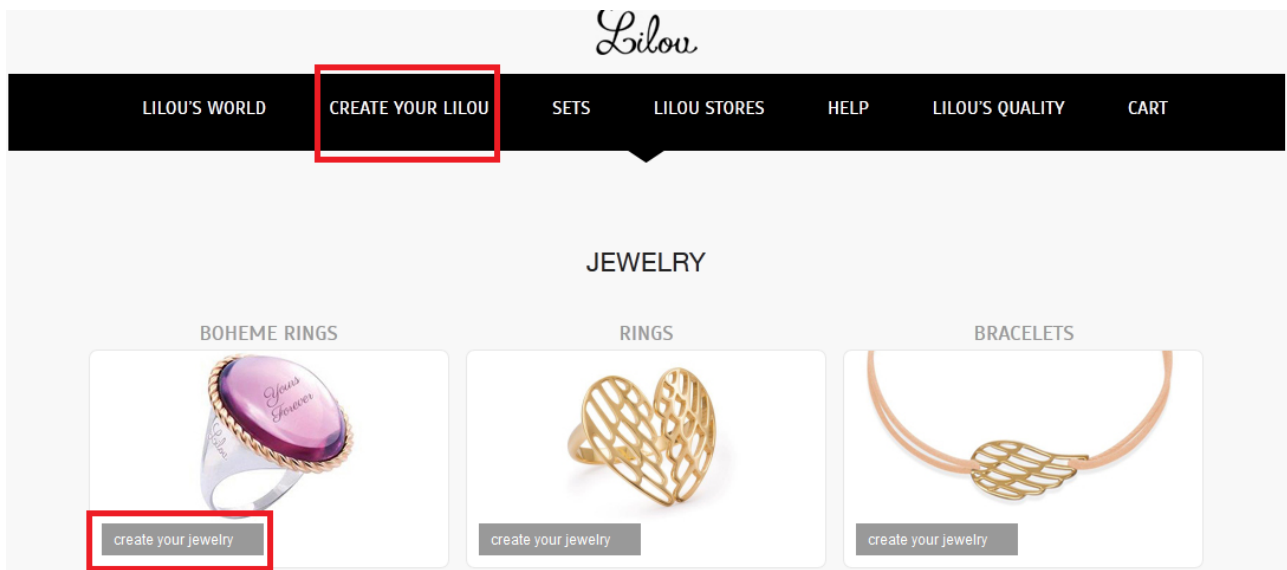 Lilou
LILOU'S WORLD CREATE YOUR LILOU SETS LILOU STORES HELP LILOU'S QUALITY CART
JEWELRY
BOHEME RINGS RINGS BRACELETS
Yours
Forever
Lilou
create your jewelry create your jewelry create your jewelry